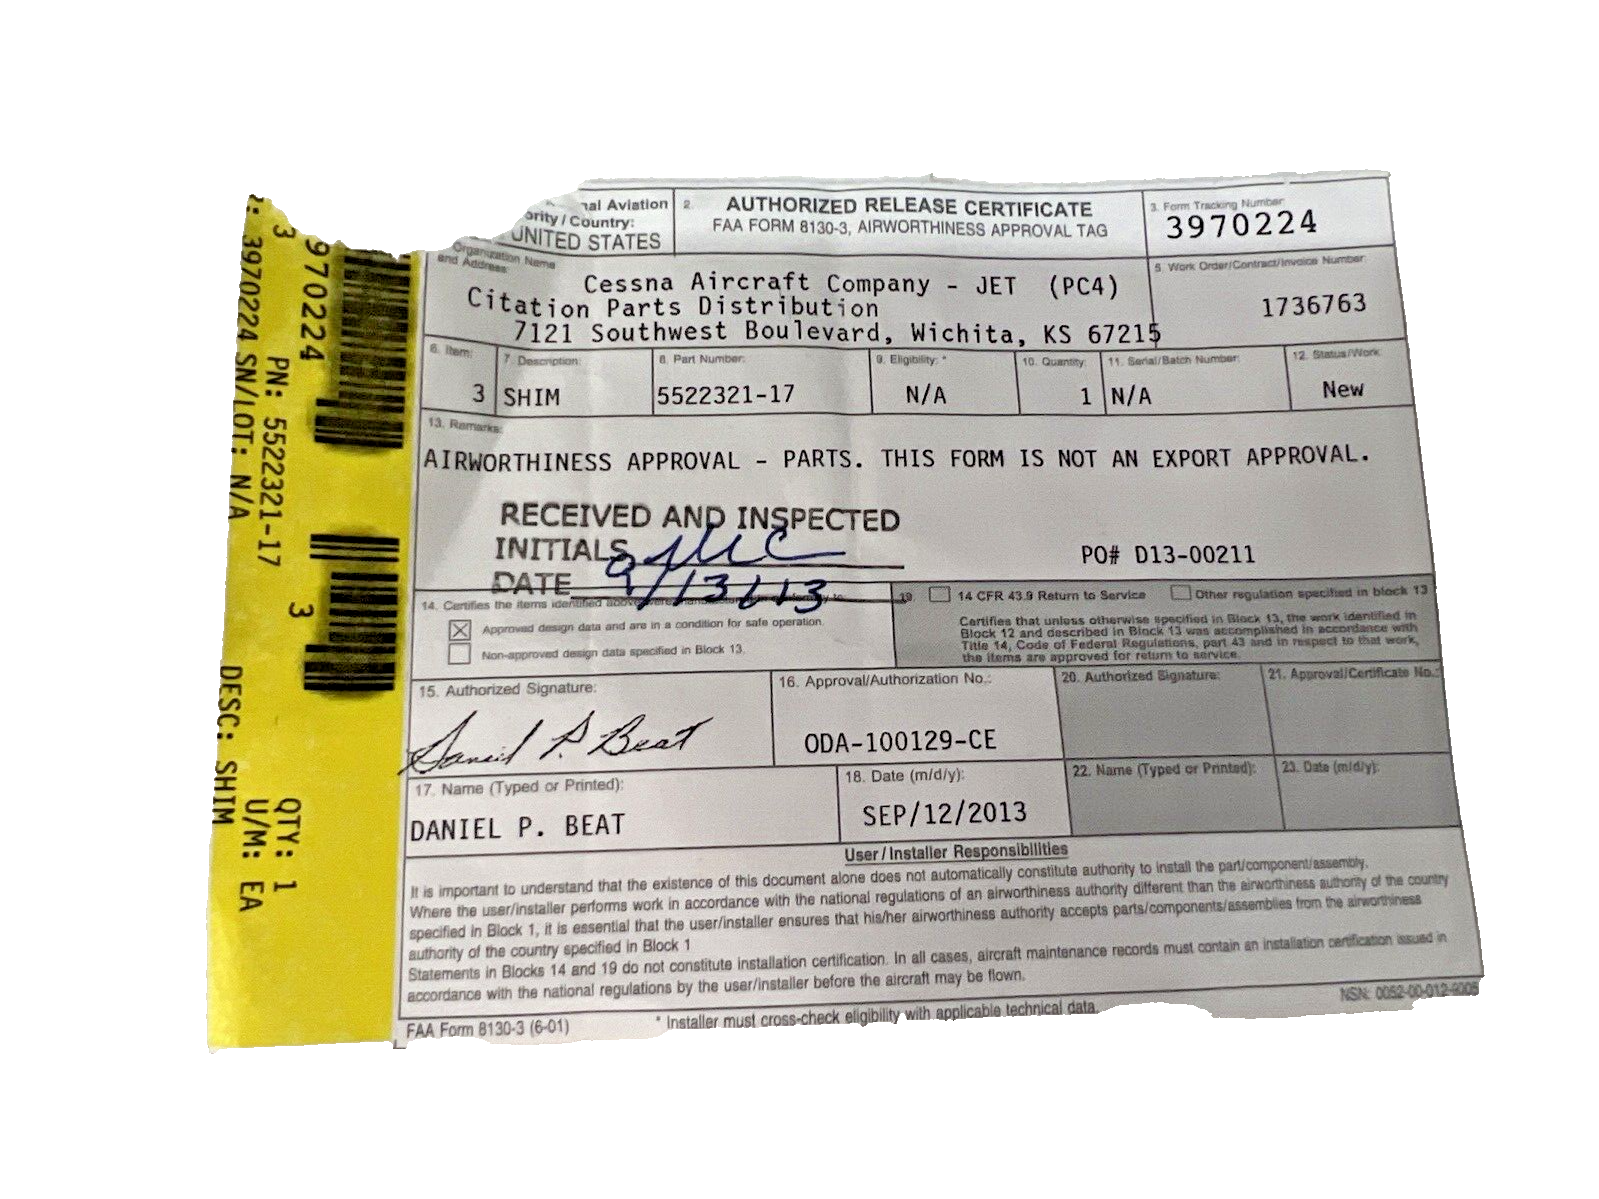 nal Aviation
ority / Country:
UNITED STATES
2.
AUTHORIZED RELEASE CERTIFICATE
FAA FORM 8130-3, AIRWORTHINESS APPROVAL TAG
3. Form Tracking Number
3970224
Organization Name
and Address:
Cessna Aircraft Company - JET (PC4)
Citation Parts Distribution
7121 Southwest Boulevard, Wichita, KS 67215
5. Work Order/Contract/Invoice Number:
1736763
6. Item:
3
7. Description:
SHIM
8. Part Number:
5522321-17
9. Eligibility: *
N/A
10. Quantity:
1
11. Serial/Batch Number:
N/A
12. Status/Work:
New
13. Remarks:
AIRWORTHINESS APPROVAL - PARTS. THIS FORM IS NOT AN EXPORT APPROVAL.
RECEIVED AND INSPECTED
INITIALS
DATE 9/13/13
PO# D13-00211
14. Certifies the items identified above were
Approved design data and are in a condition for safe operation.
Non-approved design data specified in Block 13.
19. 14 CFR 43.9 Return to Service
Other regulation specified in block 13
Certifies that unless otherwise specified in Block 13, the work identified in
Block 12 and described in Block 13 was accomplished in accordance with
Title 14, Code of Federal Regulations, part 43 and in respect to that work,
the items are approved for return to service.
15. Authorized Signature:
Daniel P. Beat
16. Approval/Authorization No.:
ODA-100129-CE
20. Authorized Signature:
21. Approval/Certificate No.:
17. Name (Typed or Printed):
DANIEL P. BEAT
18. Date (m/d/y):
SEP/12/2013
22. Name (Typed or Printed):
23. Date (m/d/y):
User/Installer Responsibilities
It is important to understand that the existence of this document alone does not automatically constitute authority to install the part/component/assembly.
Where the user/installer performs work in accordance with the national regulations of an airworthiness authority different than the airworthiness authority of the country
specified in Block 1, it is essential that the user/installer ensures that his/her airworthiness authority accepts parts/components/assemblies from the airworthiness
authority of the country specified in Block 1
Statements in Blocks 14 and 19 do not constitute installation certification. In all cases, aircraft maintenance records must contain an installation certification issued in
accordance with the national regulations by the user/installer before the aircraft may be flown.
FAA Form 8130-3 (6-01)
* Installer must cross-check eligibility with applicable technical data.
NSN: 0052-00-012-9005
970224
3
3
: 3970224 SN/LOT: N/A
PN: 5522321-17
DESC: SHIM
QTY: 1
U/M: EA